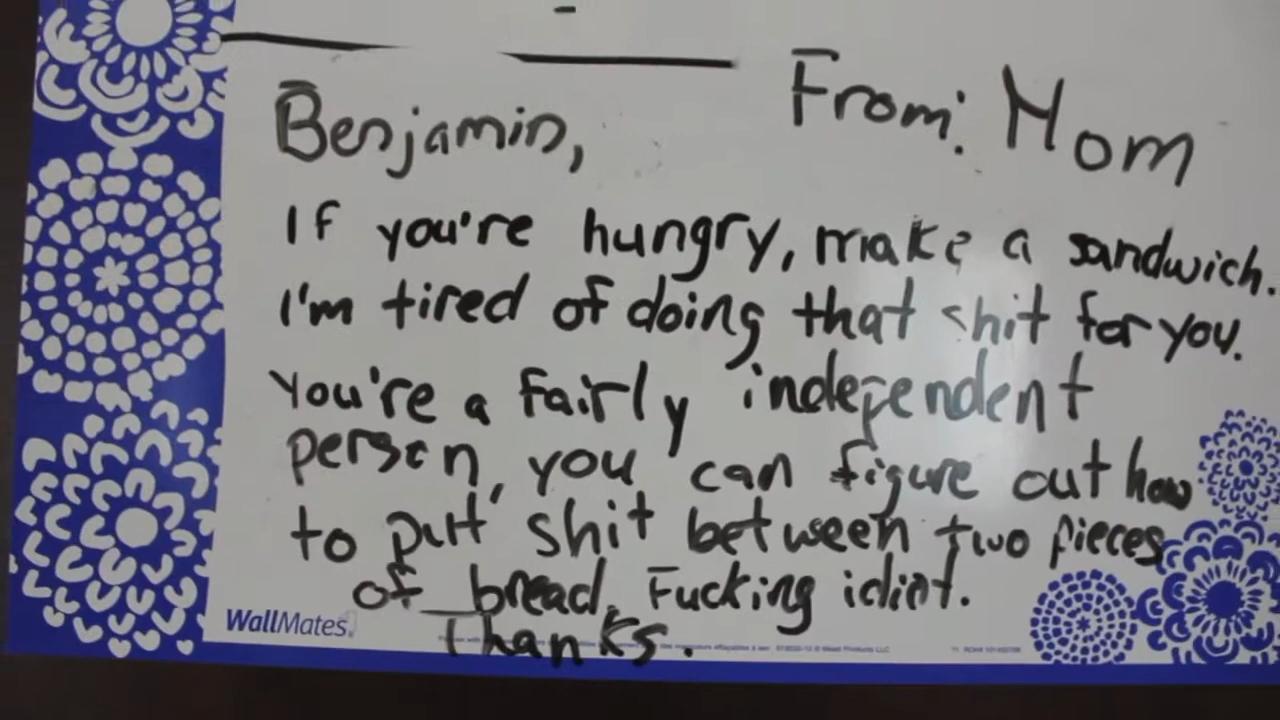 From: Mom
Benjamin,
If you're hungry, make a sandwich.
I'm tired of doing that shit for you.
You're a fairly independent
person, you can figure out how
to put shit between two pieces
of bread. Fucking idiot.
Thanks.
WallMates